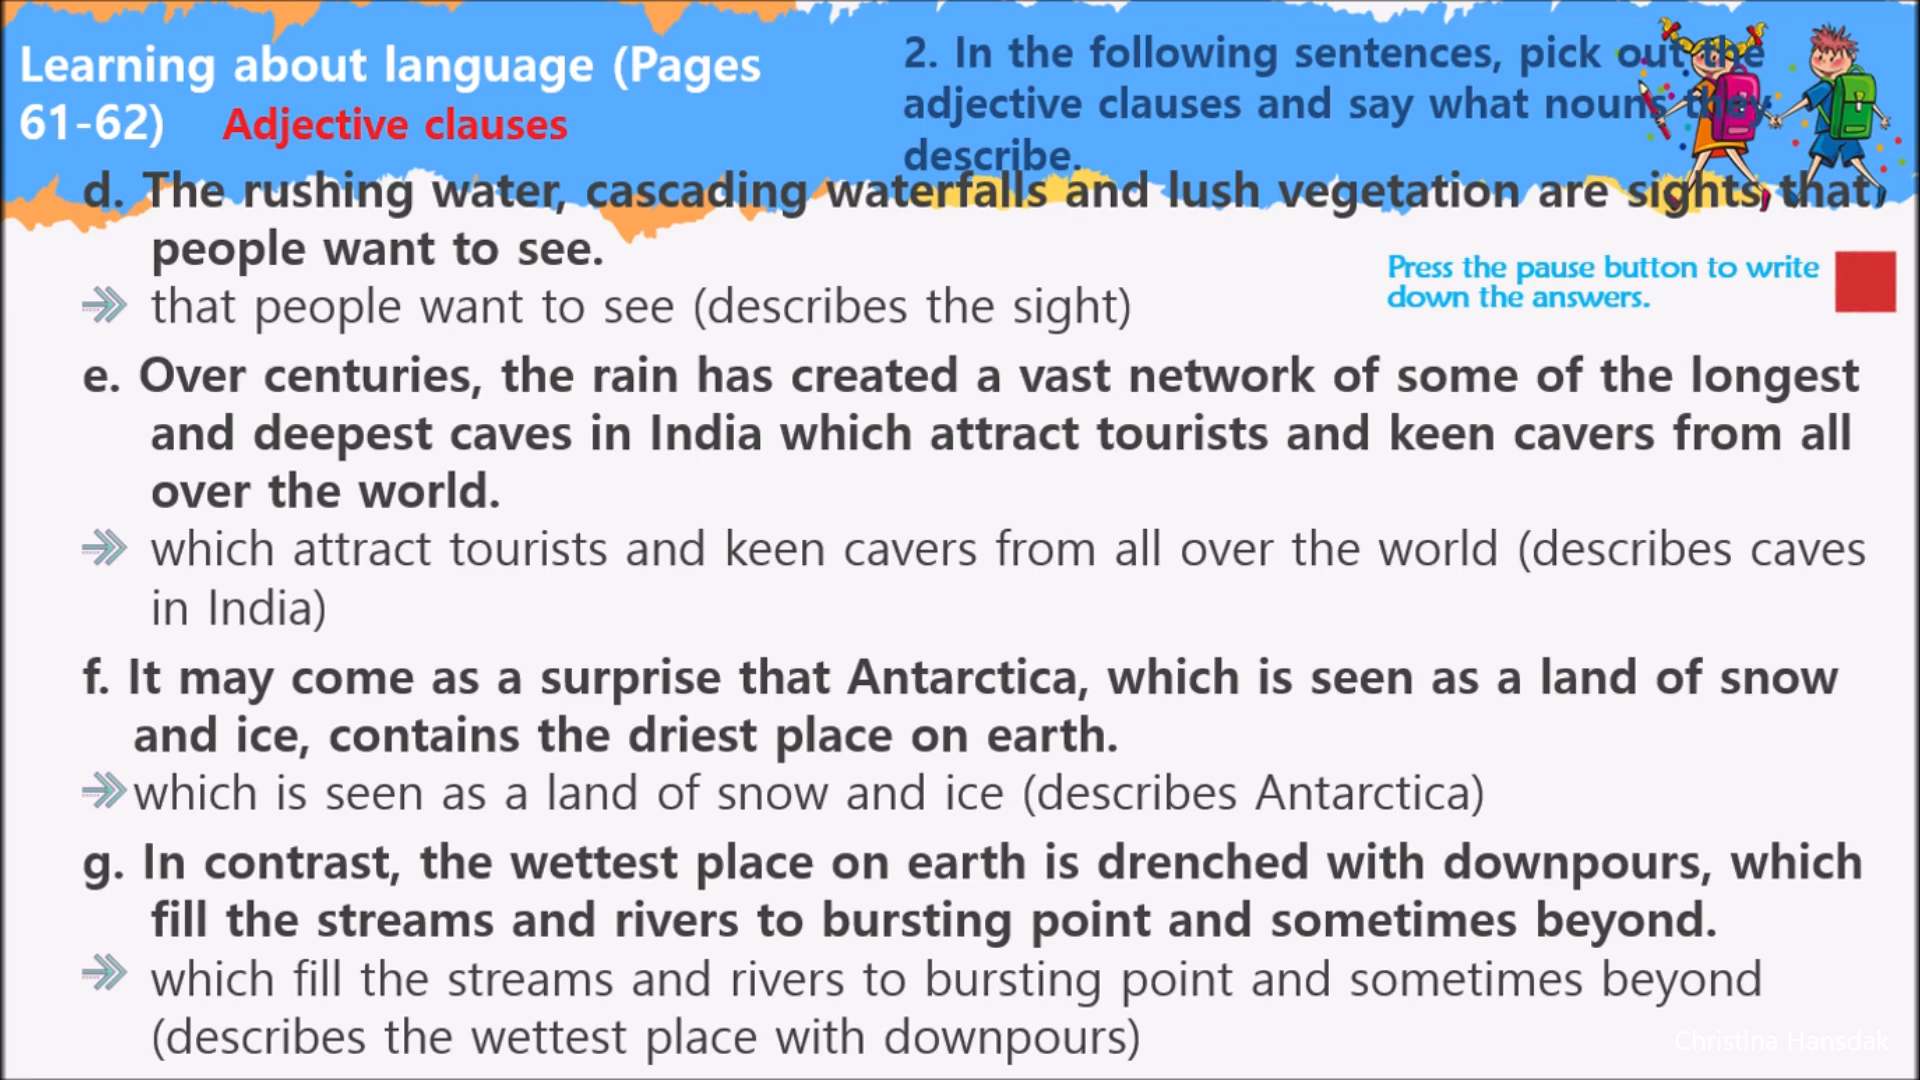 Learning about language (Pages
61-62) Adjective clauses
2. In the following sentences, pick out the
adjective clauses and say what nouns they
describe.
d. The rushing water, cascading waterfalls and lush vegetation are sights, that
people want to see.
that people want to see (describes the sight)
Press the pause button to write
down the answers.
e. Over centuries, the rain has created a vast network of some of the longest
and deepest caves in India which attract tourists and keen cavers from all
over the world.
which attract tourists and keen cavers from all over the world (describes caves
in India)
f. It may come as a surprise that Antarctica, which is seen as a land of snow
and ice, contains the driest place on earth.
which is seen as a land of snow and ice (describes Antarctica)
g. In contrast, the wettest place on earth is drenched with downpours, which
fill the streams and rivers to bursting point and sometimes beyond.
which fill the streams and rivers to bursting point and sometimes beyond
(describes the wettest place with downpours)
Christina Hansdak